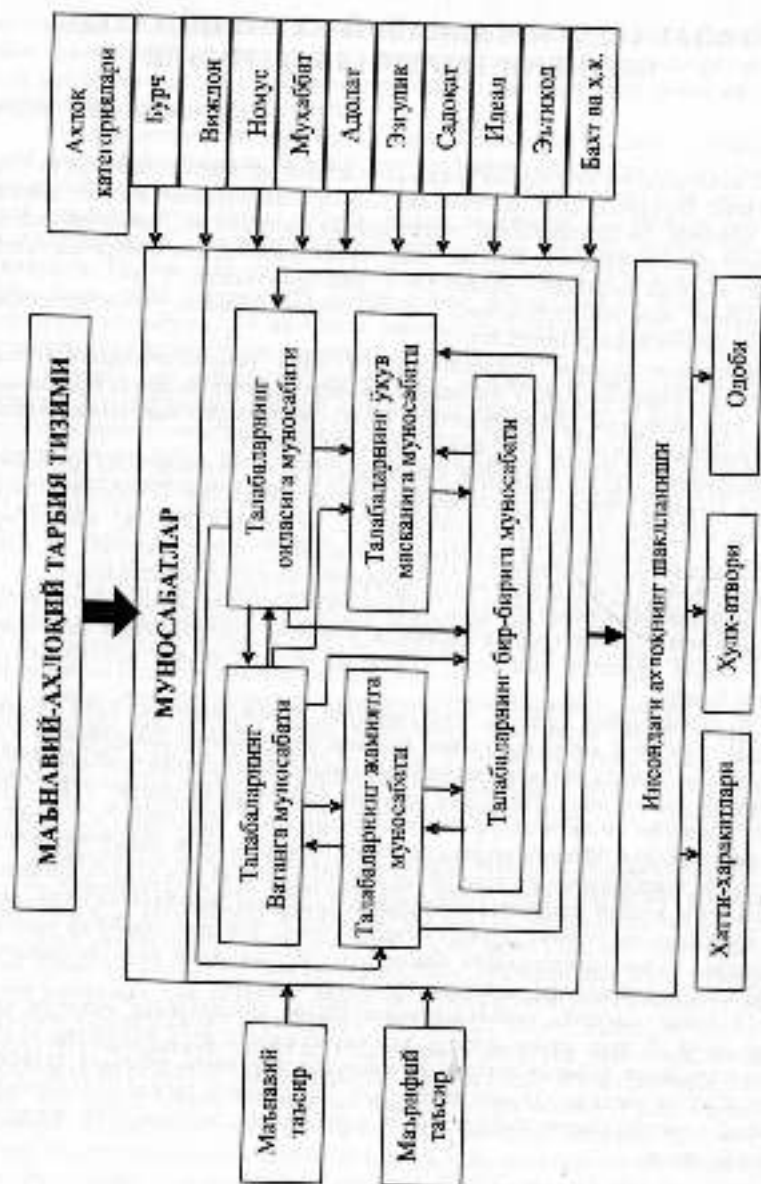 МАЪНАВИЙ-АХЛОҚИЙ ТАРБИЯ ТИЗИМИ
МУНОСАБАТЛАР
Маънавий
таъсир
Маърифий
таъсир
Талабаларнинг
Ватанга муносабати
Талабаларнинг
оиласига муносабати
Талабаларнинг жамиятга
муносабати
Талабаларнинг ўқув
масканига муносабати
Талабаларнинг бир-бирига муносабати
Ахлоқ
категориялари
Бурч
Виждон
Номус
Муҳаббат
Адолат
Эзгулик
Садоқат
Идеал
Эътиқод
Бахт ва ҳ.к.
Инсондаги ахлоқнинг шаклланиши
Хатти-ҳаракатлари
Хулқ-атвори
Одоби